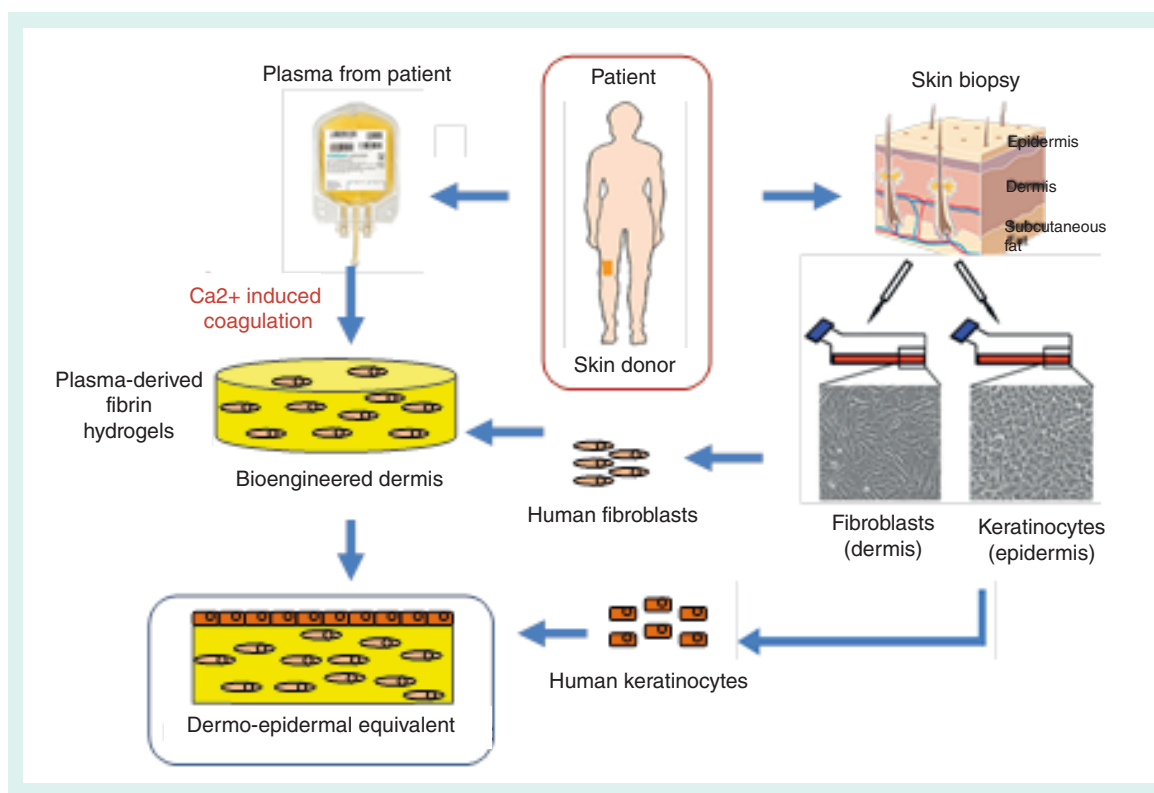 Plasma from patient
Patient
Skin biopsy
Epidermis
Dermis
Subcutaneous
fat
Ca2+ induced
coagulation
Skin donor
Plasma-derived
fibrin
hydrogels
Bioengineered dermis
Human fibroblasts
Fibroblasts
(dermis)
Keratinocytes
(epidermis)
Human keratinocytes
Dermo-epidermal equivalent